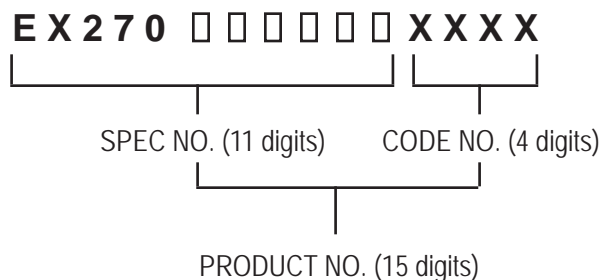 EX270 □□□□□□ XXXX
SPEC NO. (11 digits) CODE NO. (4 digits)
PRODUCT NO. (15 digits)